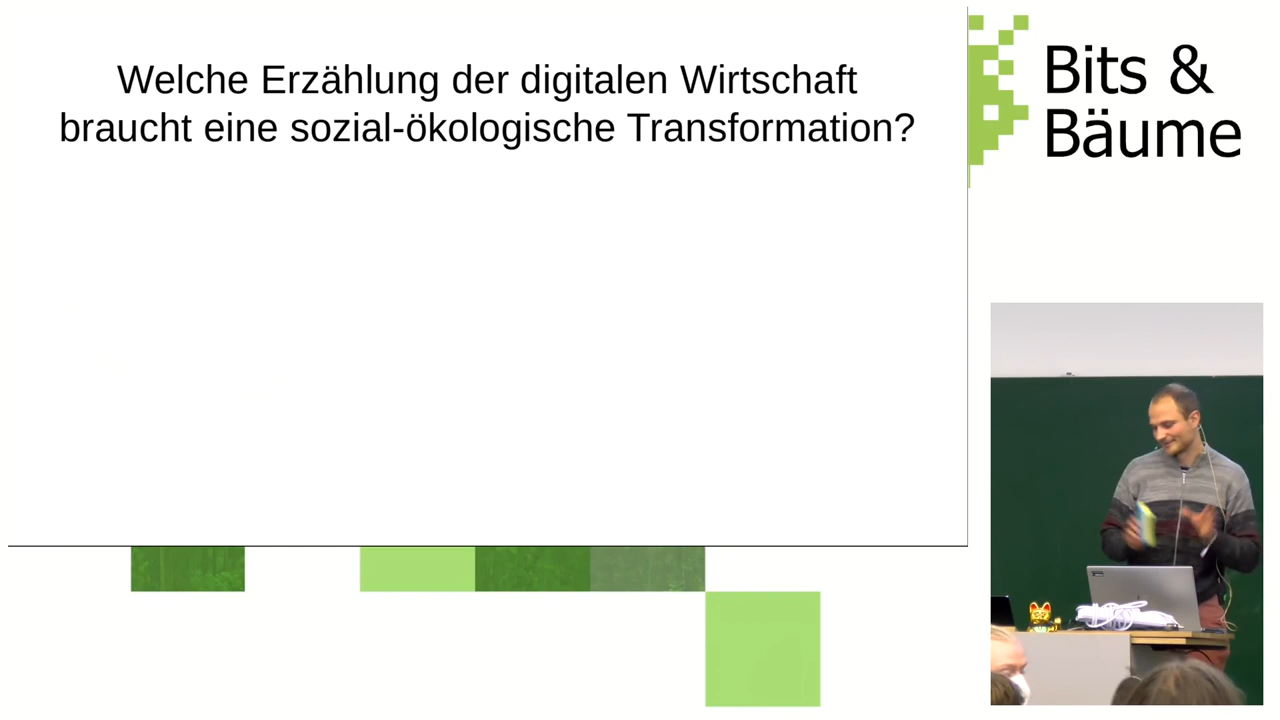 Welche Erzählung der digitalen Wirtschaft
braucht eine sozial-ökologische Transformation?
Bits &
Bäume